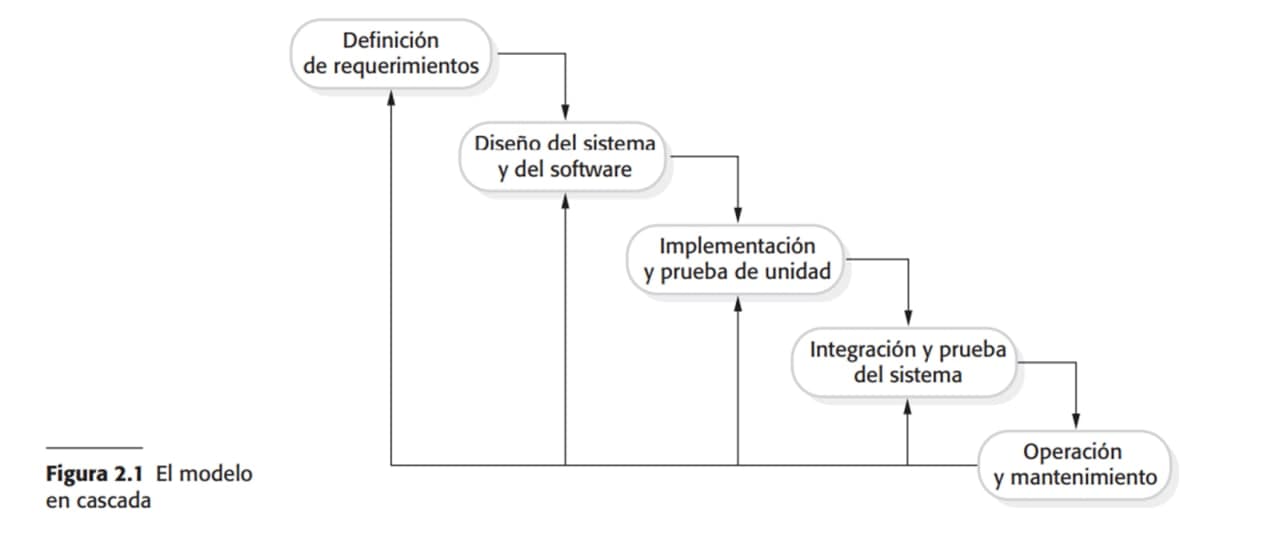 Definición
de requerimientos
Diseño del sistema
y del software
Implementación
y prueba de unidad
Integración y prueba
del sistema
Operación
y mantenimiento
Figura 2.1 El modelo
en cascada